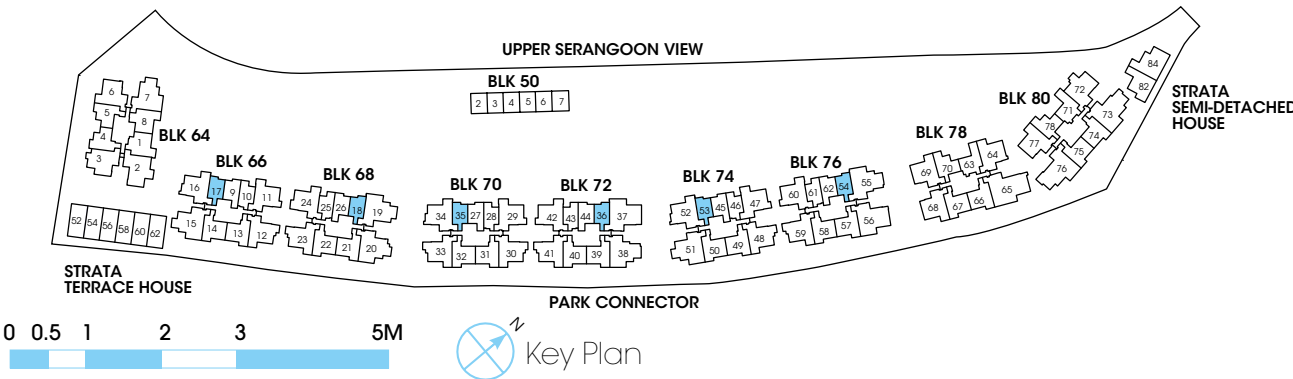 UPPER SERANGOON VIEW
BLK 50
2 3 4 5 6 7
84
82
STRATA
SEMI-DETACHED
HOUSE
BLK 80
72
71
73
78
74
77
75
76
6
7
5
8
4
1
3
2
BLK 64
BLK 66
16 17 9 10 11
15 14 13 12
BLK 68
24 25 26 18 19
23 22 21 20
BLK 70
34 35 27 28 29
33 32 31 30
BLK 72
42 43 44 36 37
41 40 39 38
BLK 74
52 53 45 46 47
51 50 49 48
BLK 76
60 61 62 54 55
59 58 57 56
BLK 78
69 70 63 64
68 67 66 65
52 54 56 58 60 62
STRATA
TERRACE HOUSE
PARK CONNECTOR
0 0.5 1 2 3 5M
N
Key Plan